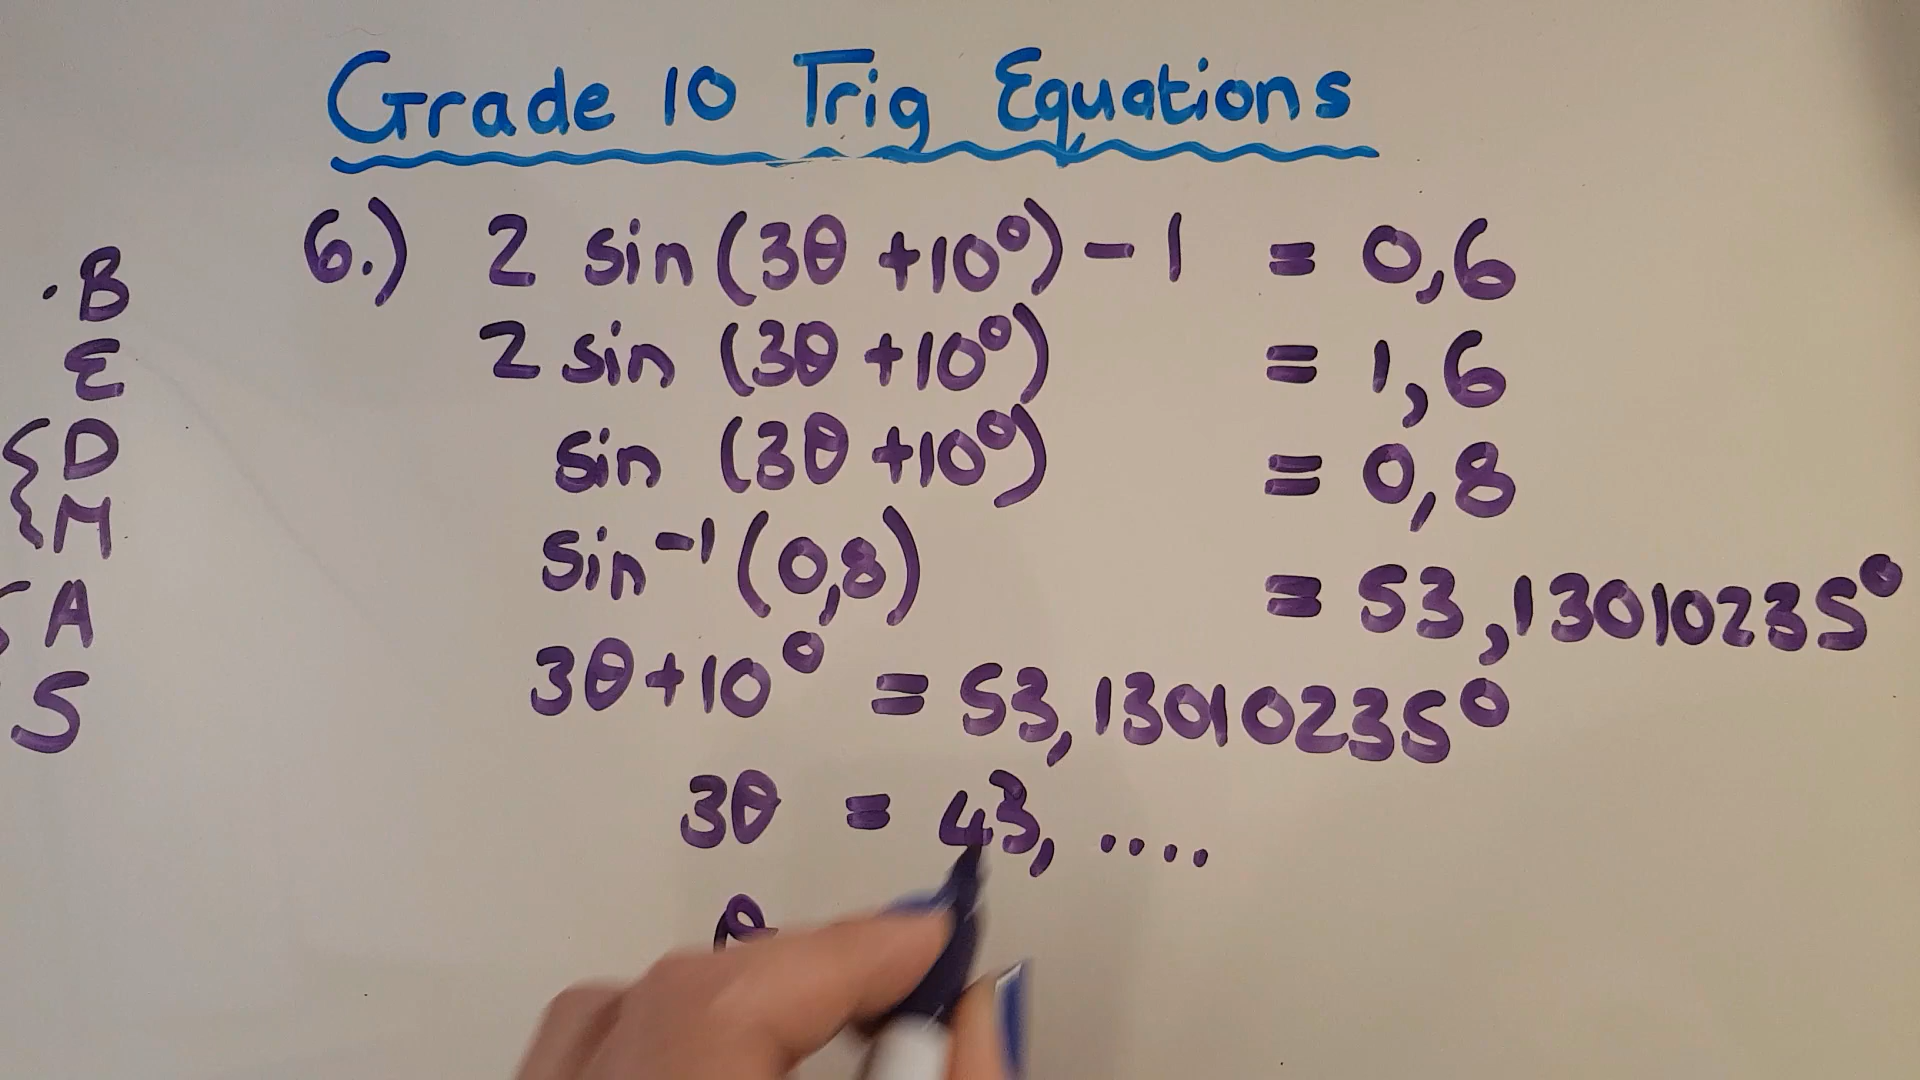 Grade 10 Trig Equations
6.) 2 sin(3θ +10°) - 1 = 0,6
2 sin (3θ +10°) = 1,6
sin (3θ +10°) = 0,8
sin⁻¹(0,8) = 53,13010235°
3θ+10° = 53,13010235°
3θ = 43, ....
θ
. B
E
{ D
M
A
S